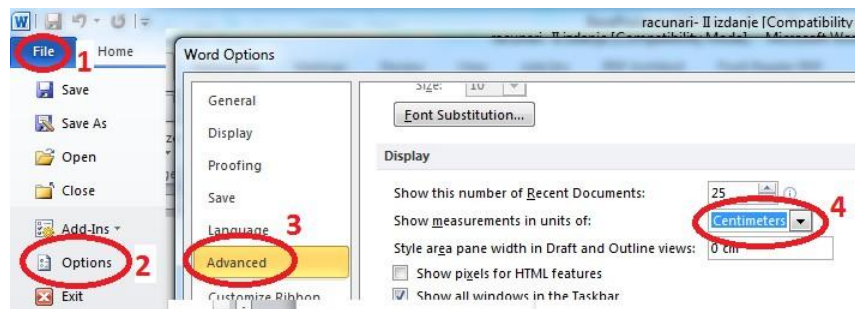 racunari- II izdanje [Compatibility
File
1
Home
Word Options
Save
Save As
Open
Close
Add-Ins
Options
2
Exit
General
Display
Proofing
Save
Language
3
Advanced
Customize Ribbon
Size: 10
Font Substitution...
Display
Show this number of Recent Documents: 25
Show measurements in units of: Centimeters
4
Style area pane width in Draft and Outline views: 0 cm
Show pixels for HTML features
Show all windows in the Taskbar